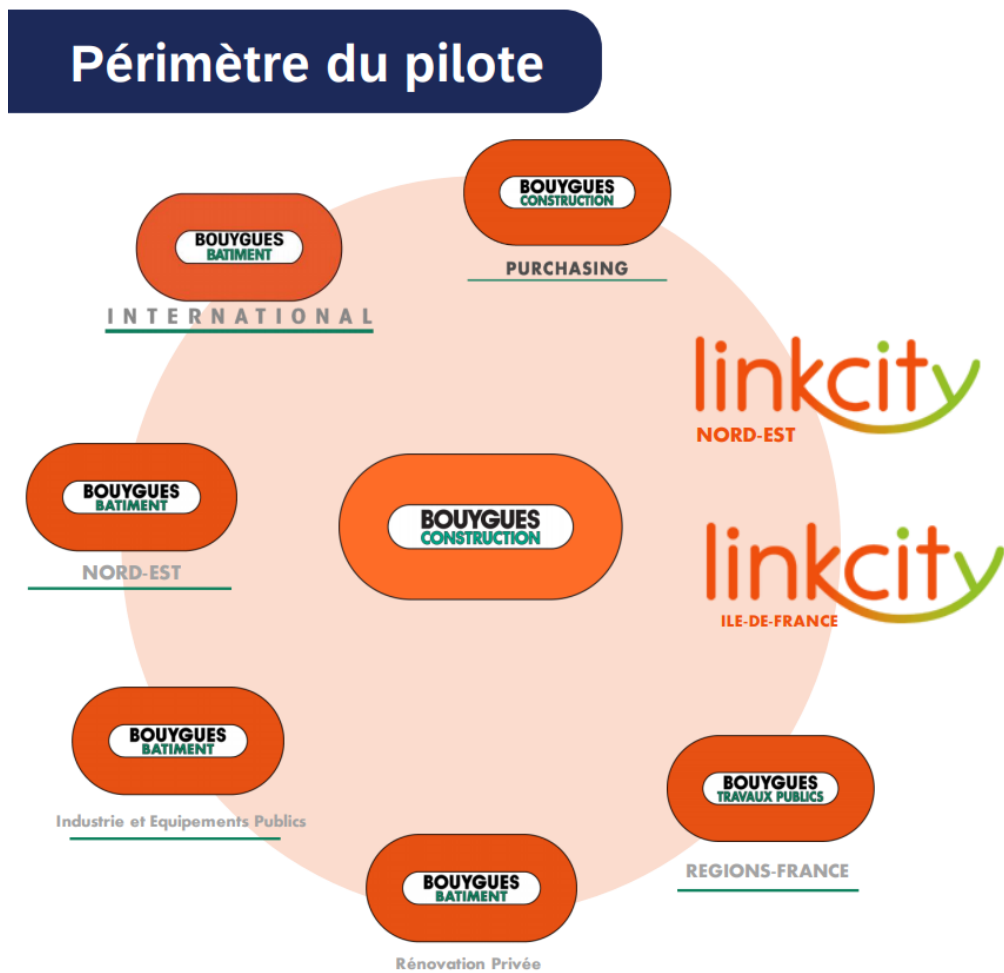 Périmètre du pilote
BOUYGUES
CONSTRUCTION
PURCHASING
BOUYGUES
BATIMENT
INTERNATIONAL
linkcity
NORD-EST
BOUYGUES
BATIMENT
NORD-EST
BOUYGUES
CONSTRUCTION
linkcity
ILE-DE-FRANCE
BOUYGUES
BATIMENT
Industrie et Equipements Publics
BOUYGUES
TRAVAUX PUBLICS
REGIONS-FRANCE
BOUYGUES
BATIMENT
Rénovation Privée